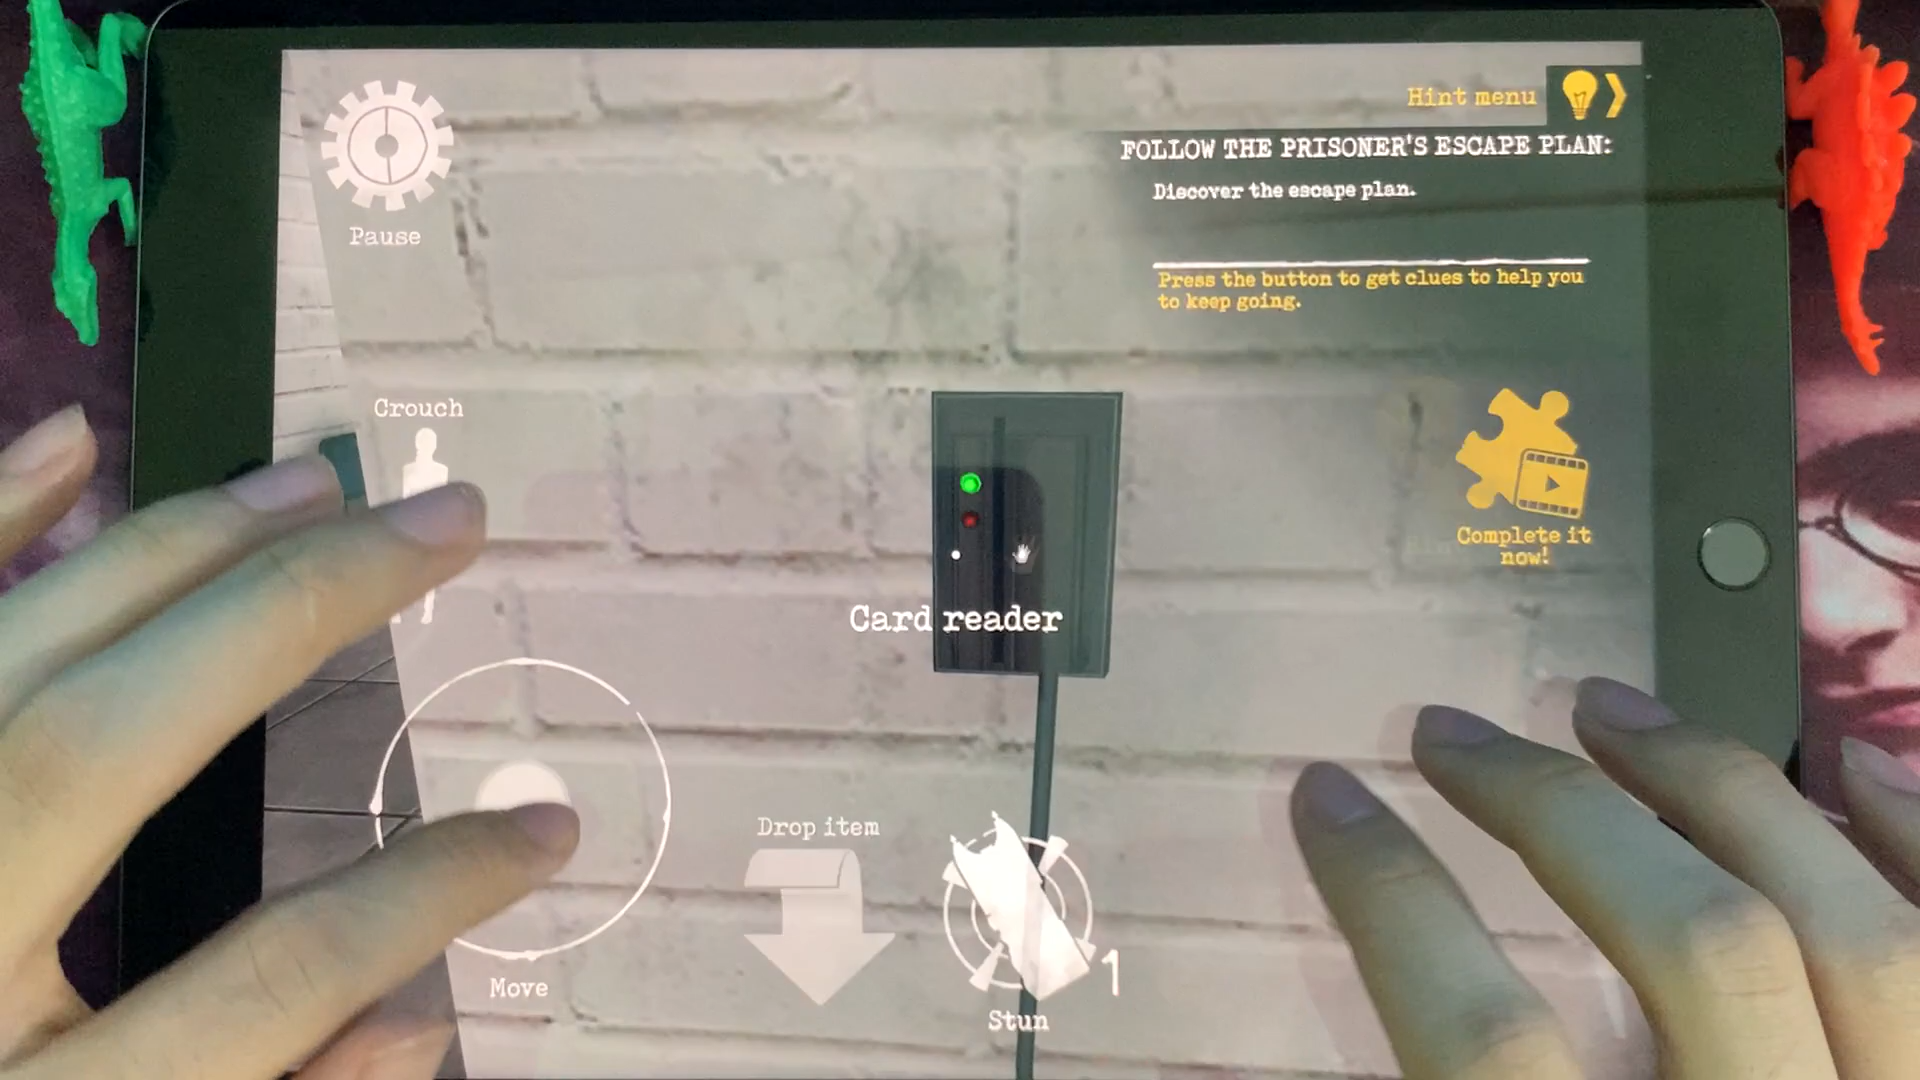 Hint menu
FOLLOW THE PRISONER'S ESCAPE PLAN:
Discover the escape plan.
Pause
Press the button to get clues to help you
to keep going.
Crouch
Complete it
now!
Card reader
Drop item
1
Move
Stun